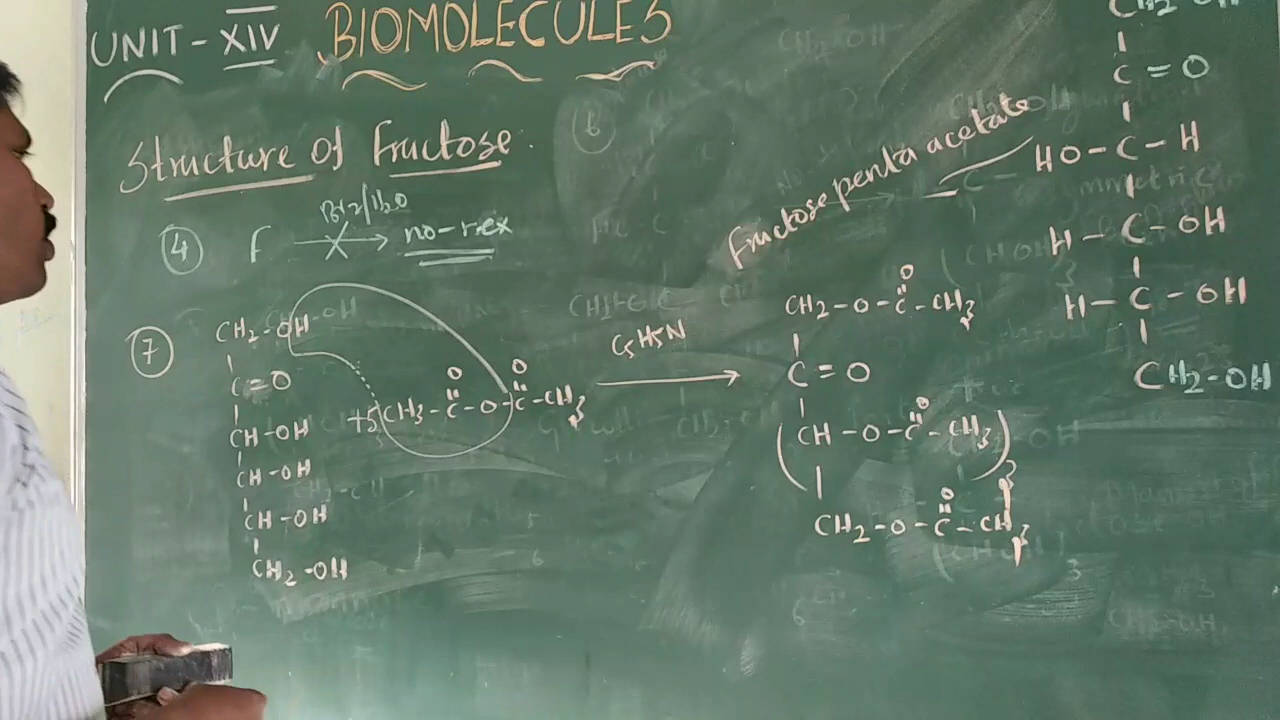 UNIT - XIV BIOMOLECULES
Structure of Fructose.
④ F Br2/H2O no-rex
⑦
CH2-OH
C=O
CH-OH
CH-OH
CH-OH
CH2-OH
+5 CH3-C-O-C-CH3
O O
C5H5N
Fructose penta acetate
O
CH2-O-C-CH3
C=O
O
(CH-O-C-CH3)3
O
CH2-O-C-CH3
CH2-OH
C=O
HO-C-H
H-C-OH
H-C-OH
CH2-OH